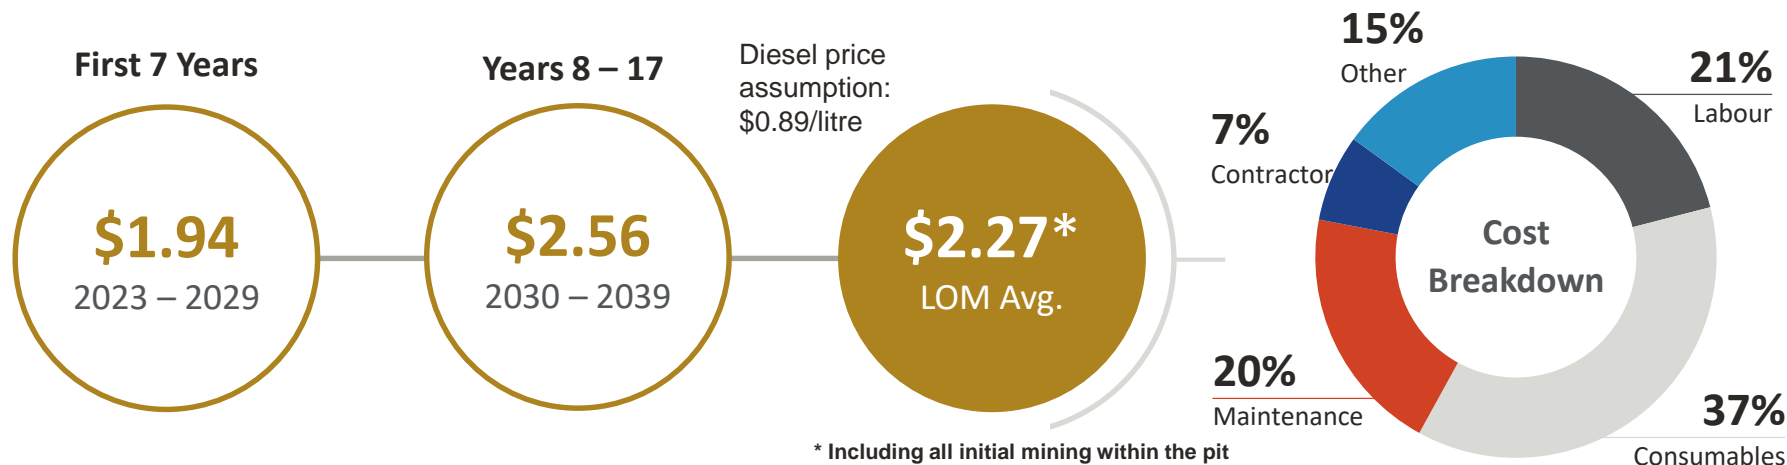 First 7 Years
$1.94
2023 – 2029
Years 8 – 17
$2.56
2030 – 2039
Diesel price
assumption:
$0.89/litre
$2.27*
LOM Avg.
* Including all initial mining within the pit
Cost
Breakdown
15%
Other
21%
Labour
7%
Contractor
20%
Maintenance
37%
Consumables